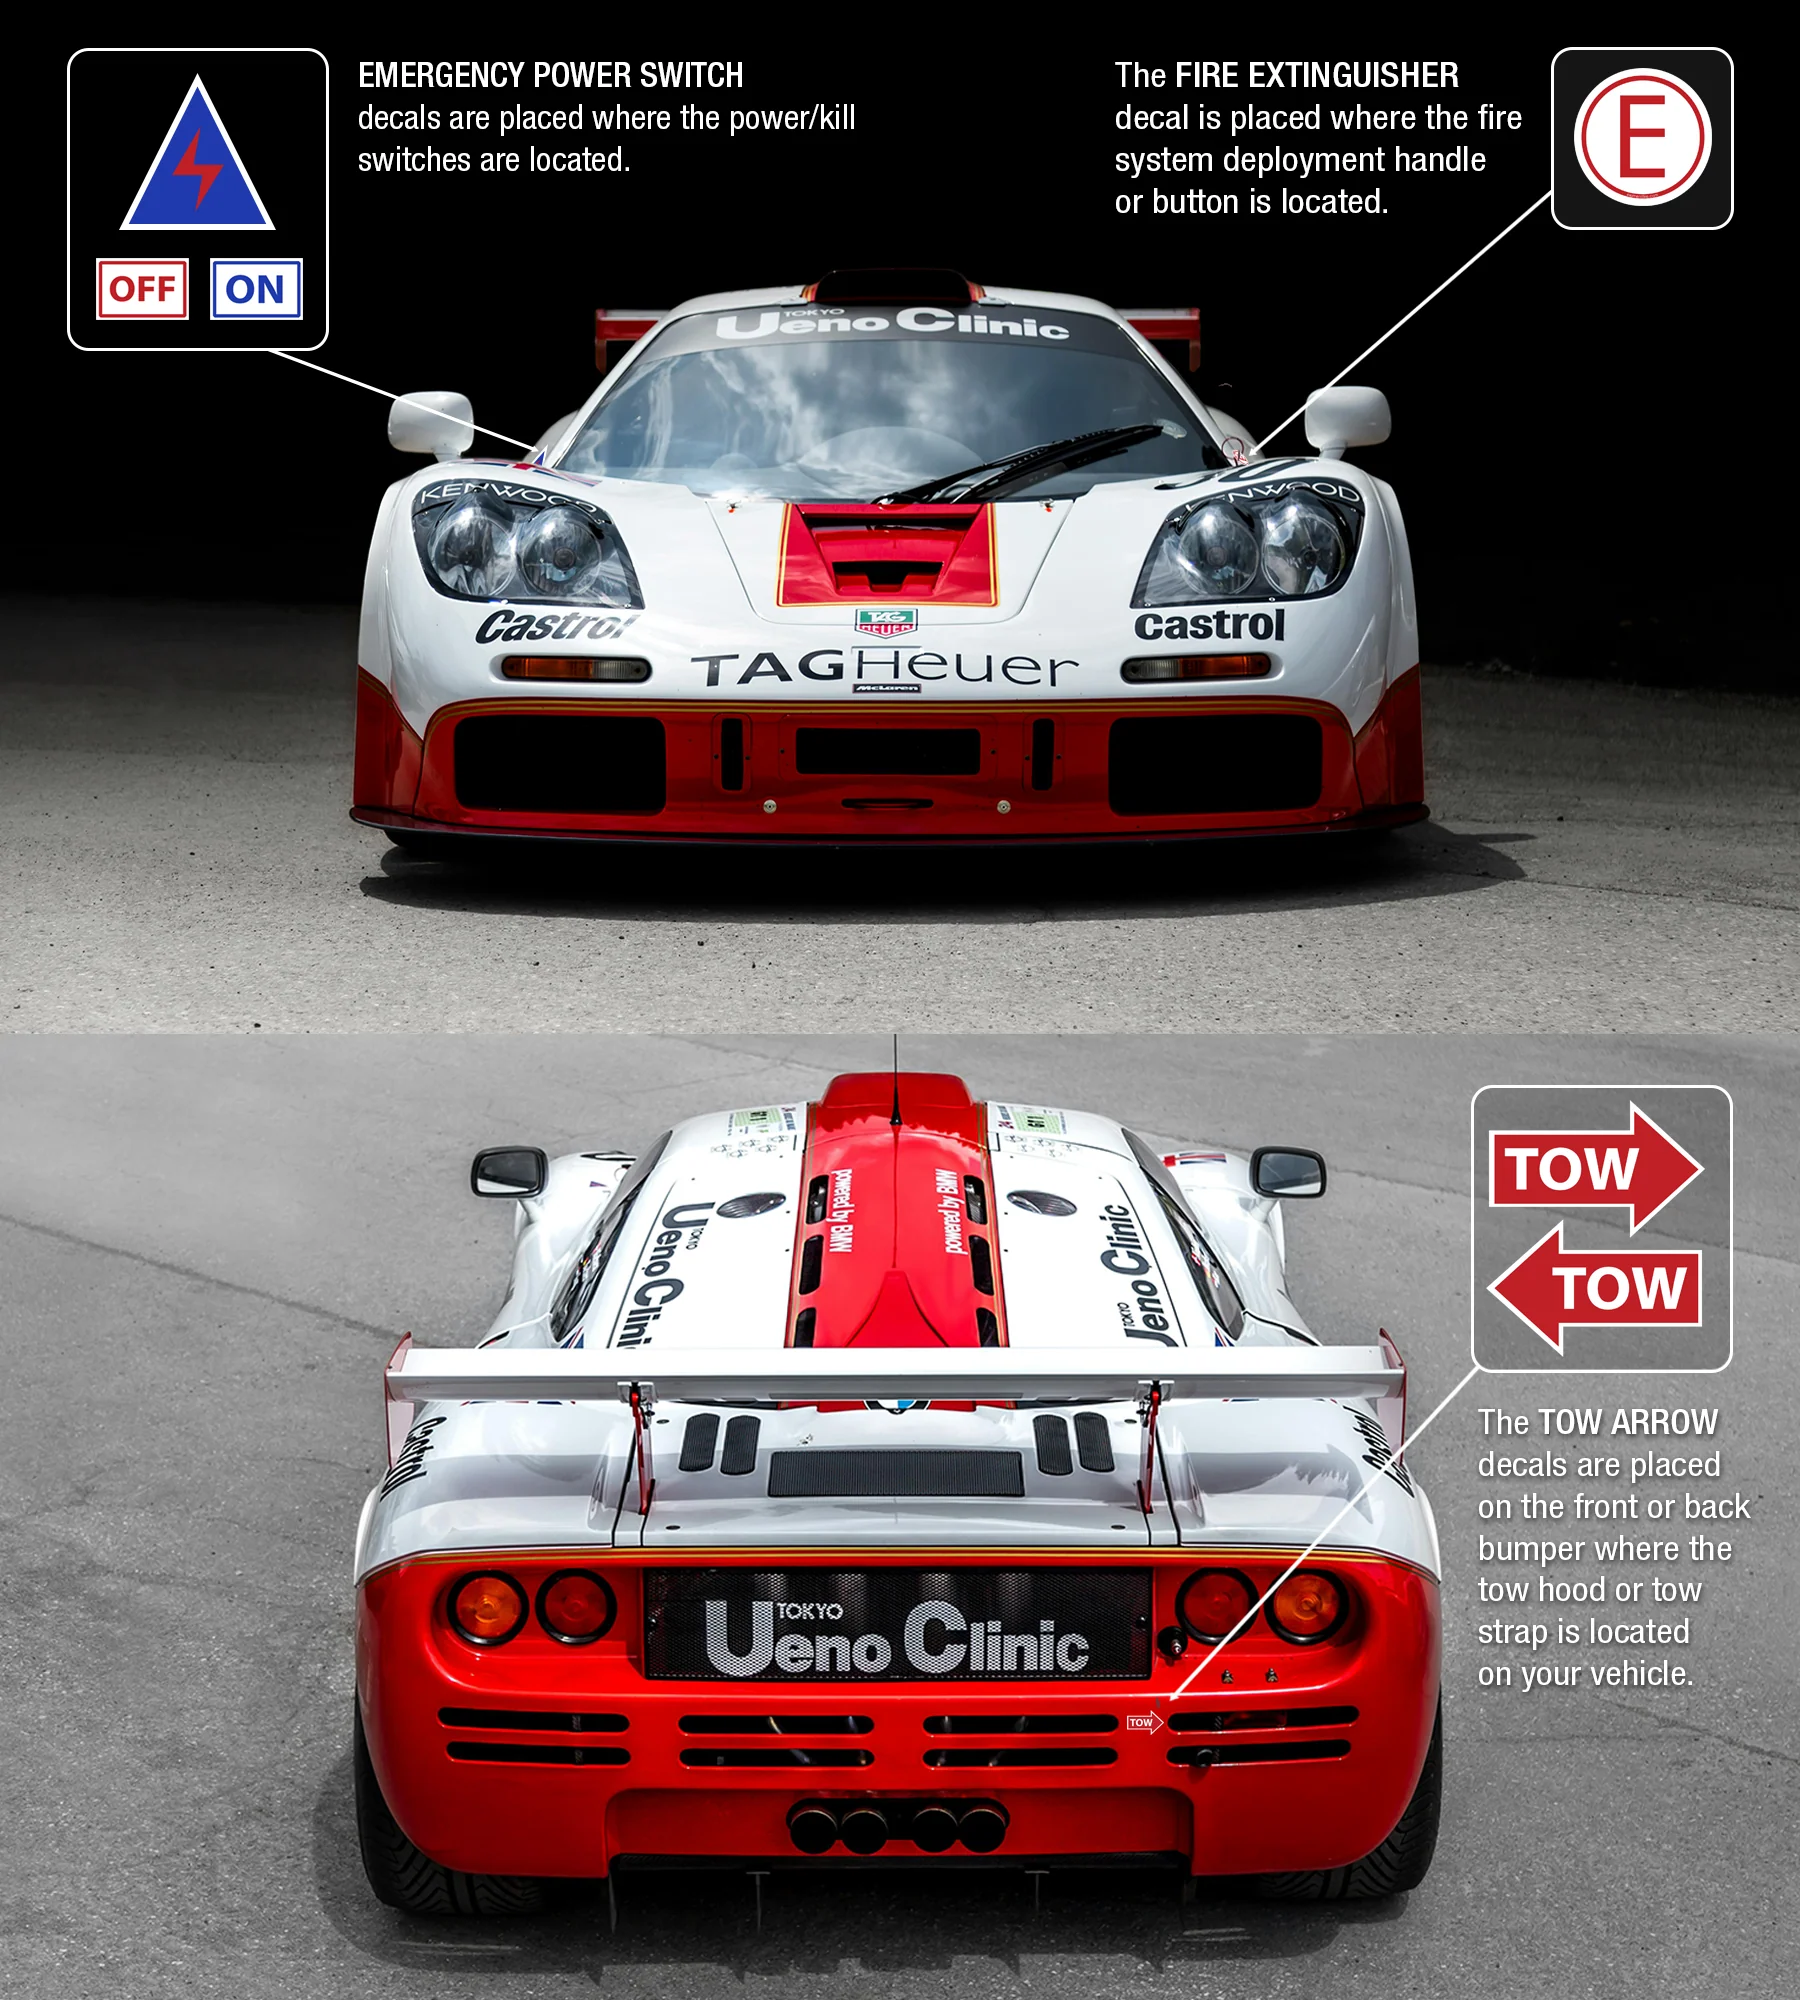 EMERGENCY POWER SWITCH
decals are placed where the power/kill
switches are located.
OFF ON
The FIRE EXTINGUISHER
decal is placed where the fire
system deployment handle
or button is located.
E
TOKYO
Ueno Clinic
KENWOOD
KENWOOD
Castrol
Castrol
TAG
HEUER
TAGHeuer
McLaren
powered by BMW
powered by BMW
TOKYO
Ueno Clinic
TOKYO
Ueno Clinic
Castrol
Castrol
TOKYO
Ueno Clinic
TOW
TOW
TOW
The TOW ARROW
decals are placed
on the front or back
bumper where the
tow hood or tow
strap is located
on your vehicle.